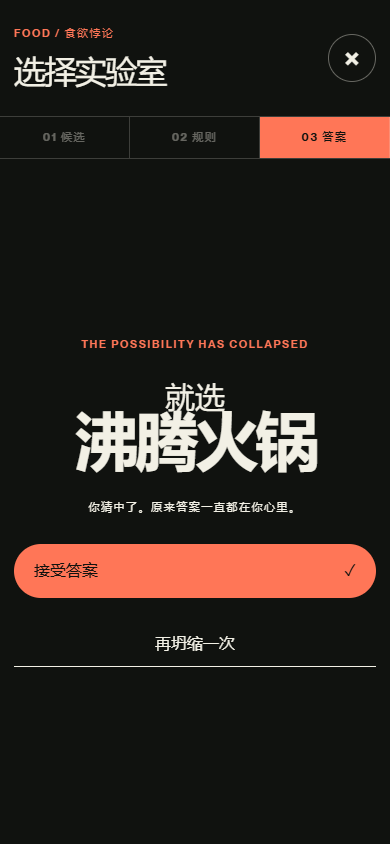 FOOD / 食欲悖论
选择实验室
✖
01 候选
02 规则
03 答案
THE POSSIBILITY HAS COLLAPSED
就选
沸腾火锅
你猜中了。原来答案一直都在你心里。
接受答案 ✓
再坍缩一次